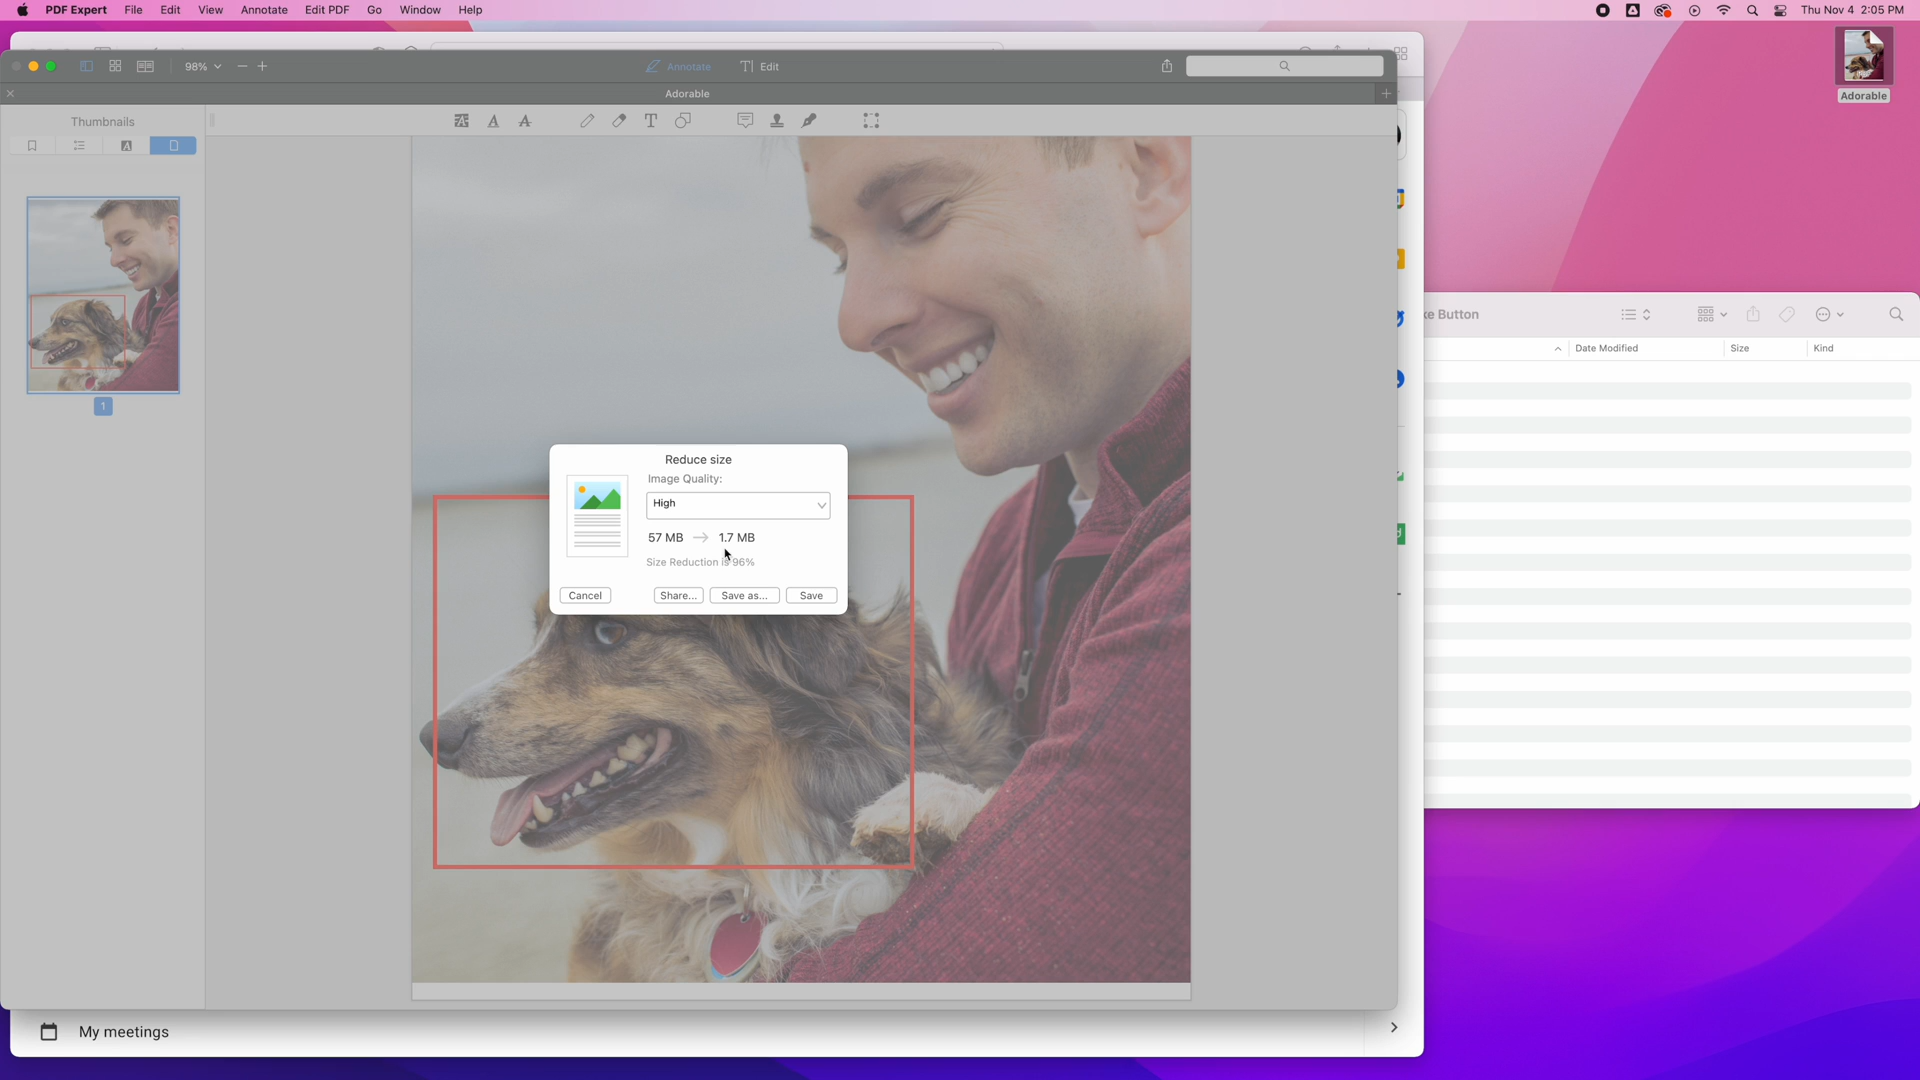 PDF Expert File Edit View Annotate Edit PDF Go Window Help Thu Nov 4 2:05 PM
98% Annotate Edit
Adorable
Adorable
Thumbnails
1
Reduce size
Image Quality:
High
57 MB → 1.7 MB
Size Reduction is 96%
Cancel Share... Save as... Save
ke Button
Date Modified Size Kind
My meetings